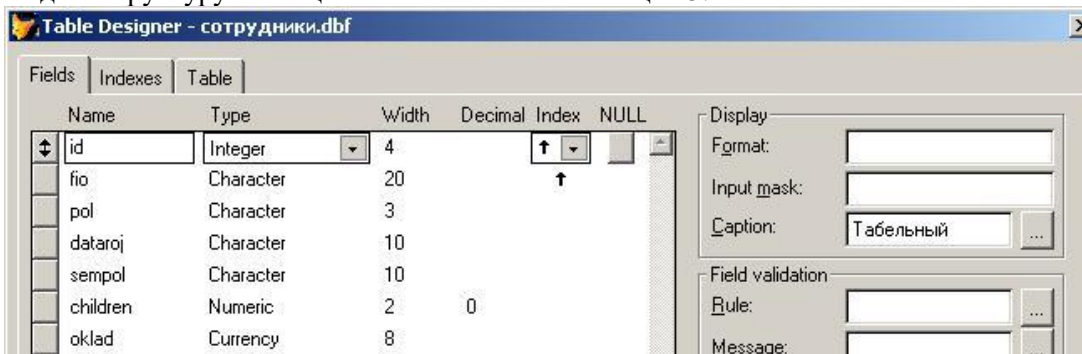 Table Designer - сотрудники.dbf
Fields Indexes Table
Name Type Width Decimal Index NULL
id Integer 4
fio Character 20
pol Character 3
dataroj Character 10
sempol Character 10
children Numeric 2 0
oklad Currency 8
Display
Format:
Input mask:
Caption: Табельный ...
Field validation
Rule: ...
Message: